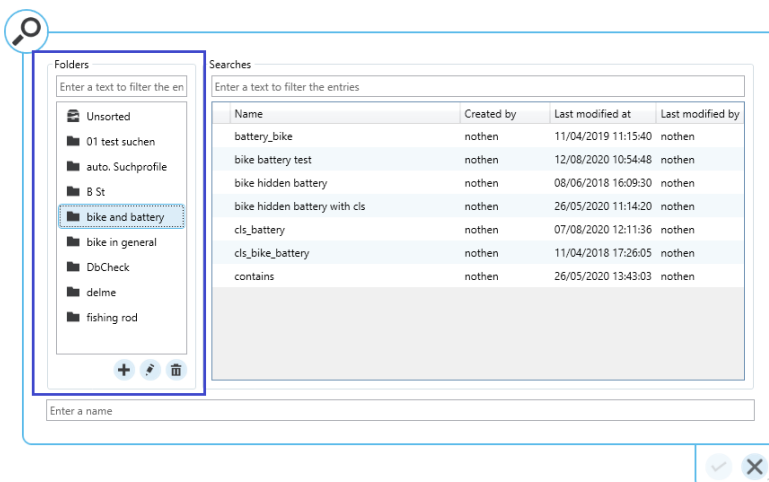 Folders
Enter a text to filter the en
Unsorted
01 test suchen
auto. Suchprofile
B St
bike and battery
bike in general
DbCheck
delme
fishing rod
Searches
Enter a text to filter the entries
Name Created by Last modified at Last modified by
battery_bike nothen 11/04/2019 11:15:40 nothen
bike battery test nothen 12/08/2020 10:54:48 nothen
bike hidden battery nothen 08/06/2018 16:09:30 nothen
bike hidden battery with cls nothen 26/05/2020 11:14:20 nothen
cls_battery nothen 07/08/2020 12:11:36 nothen
cls_bike_battery nothen 11/04/2018 17:26:05 nothen
contains nothen 26/05/2020 13:43:03 nothen
Enter a name